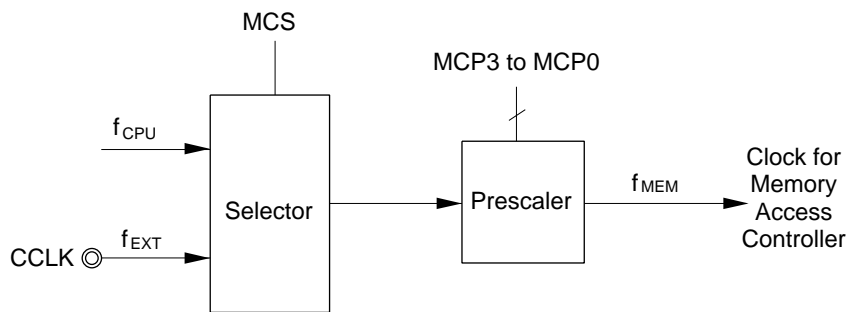 MCS
MCP3 to MCP0
fCPU
Selector
Prescaler
fMEM
Clock for
Memory
Access
Controller
CCLK
fEXT